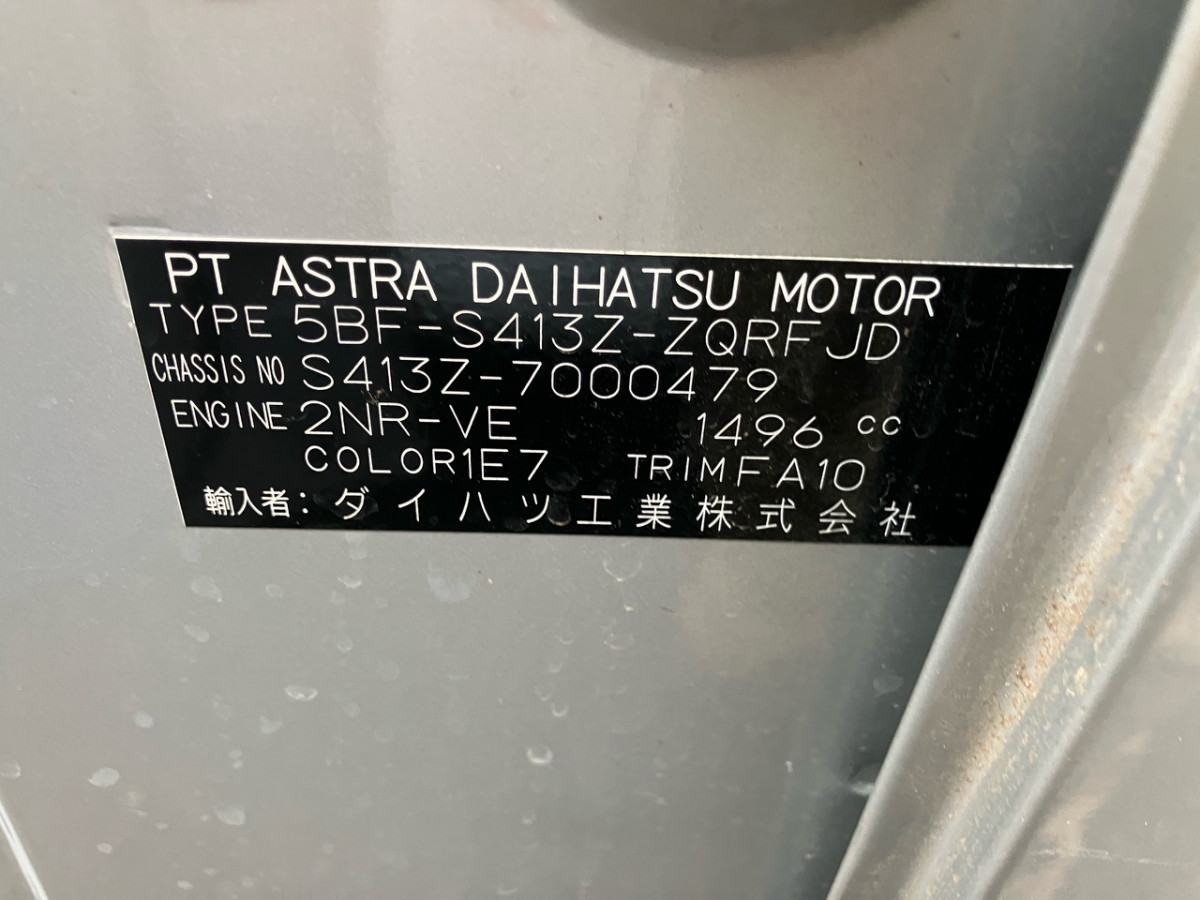 PT ASTRA DAIHATSU MOTOR
TYPE 5BF-S413Z-ZQRFJD
CHASSIS NO S413Z-7000479
ENGINE 2NR-VE 1496 cc
COLOR1E7 TRIMFA10
輸入者:ダイハツ工業株式会社